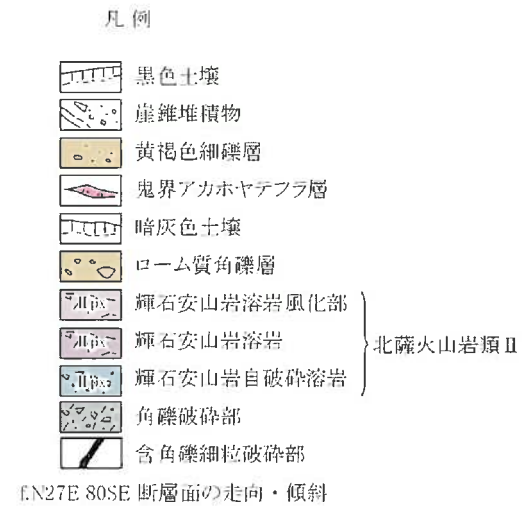 凡例
黒色土壌
崖錐堆積物
黄褐色細礫層
鬼界アカホヤテフラ層
暗灰色土壌
ローム質角礫層
輝石安山岩溶岩風化部
輝石安山岩溶岩
北薩火山岩類Ⅱ
輝石安山岩自破砕溶岩
角礫破砕部
含角礫細粒破砕部
f.N27E 80SE 断層面の走向・傾斜